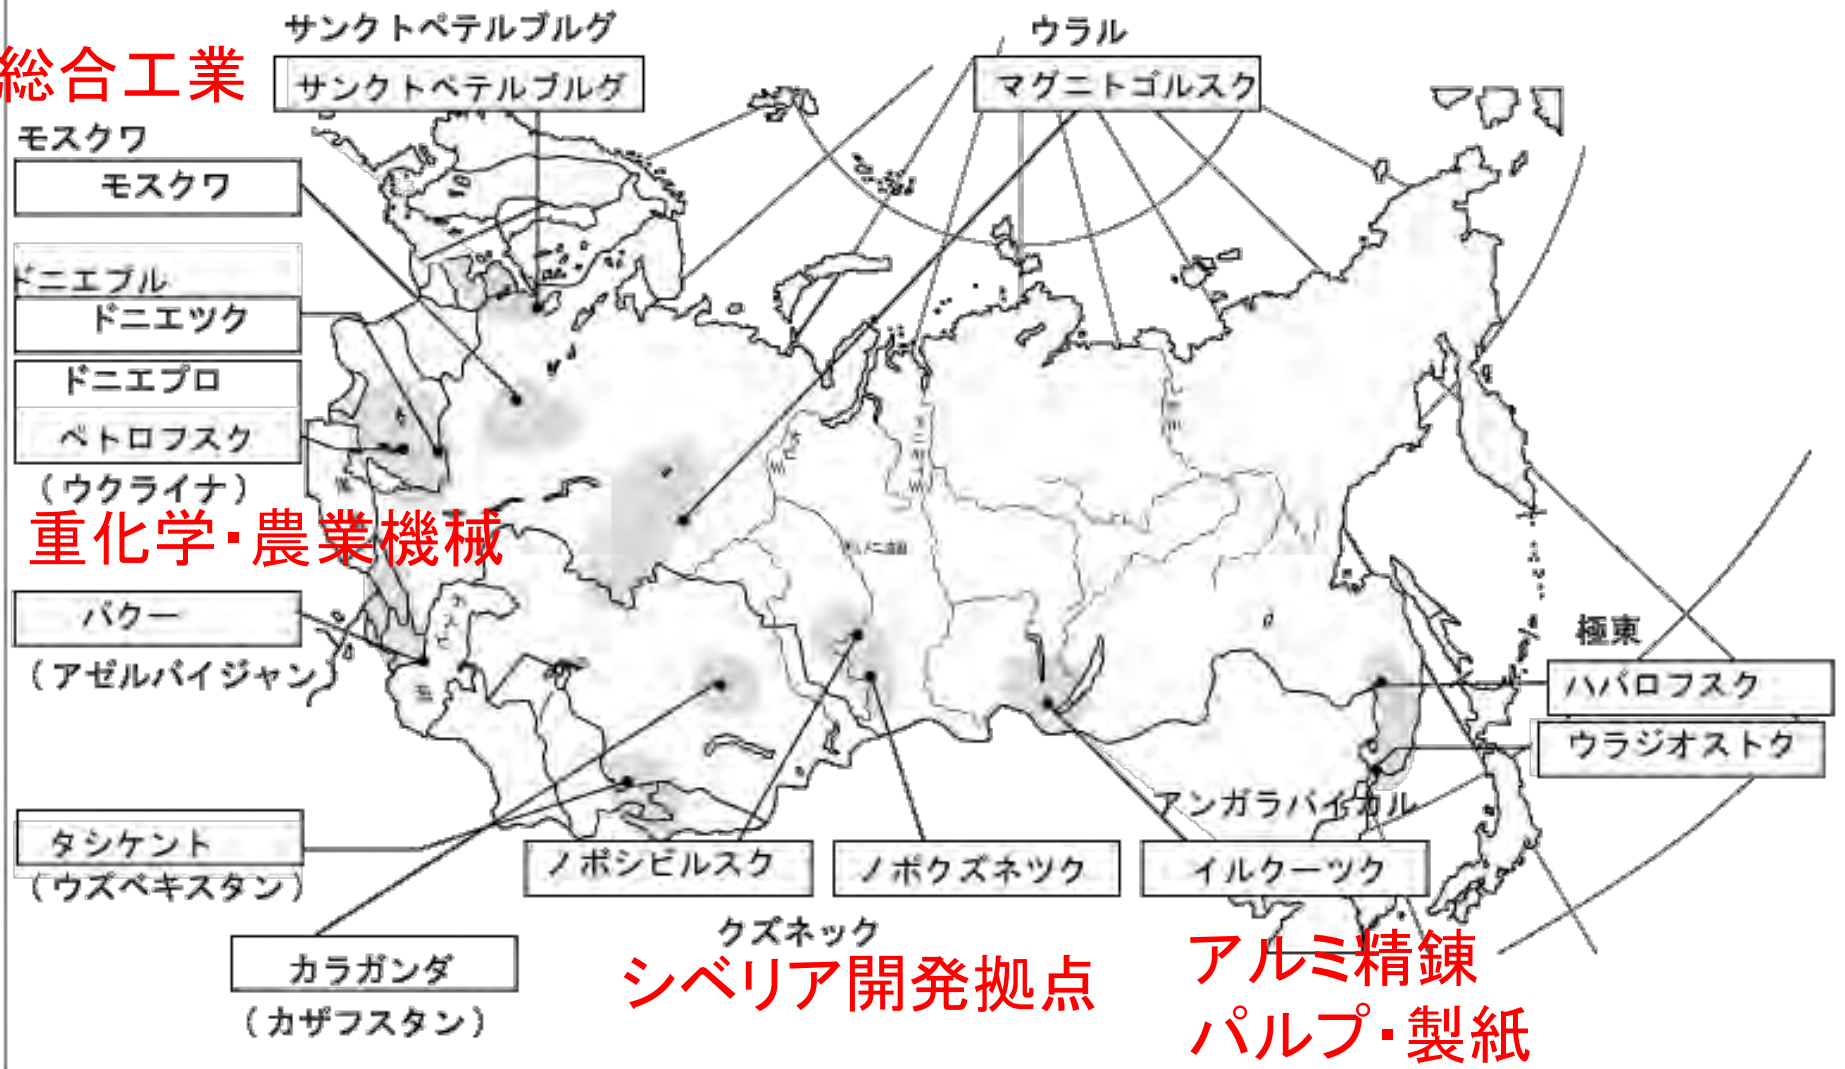 サンクトペテルブルグ
ウラル
総合工業
サンクトペテルブルグ
マグニトゴルスク
モスクワ
モスクワ
ドニエプル
ドニエツク
ドニエプロ
ペトロフスク
(ウクライナ)
重化学・農業機械
バクー
(アゼルバイジャン)
極東
ハバロフスク
ウラジオストク
アンガラバイカル
タシケント
(ウズベキスタン)
ノボシビルスク
ノボクズネツク
イルクーツク
クズネック
カラガンダ
(カザフスタン)
シベリア開発拠点
アルミ精錬
パルプ・製紙